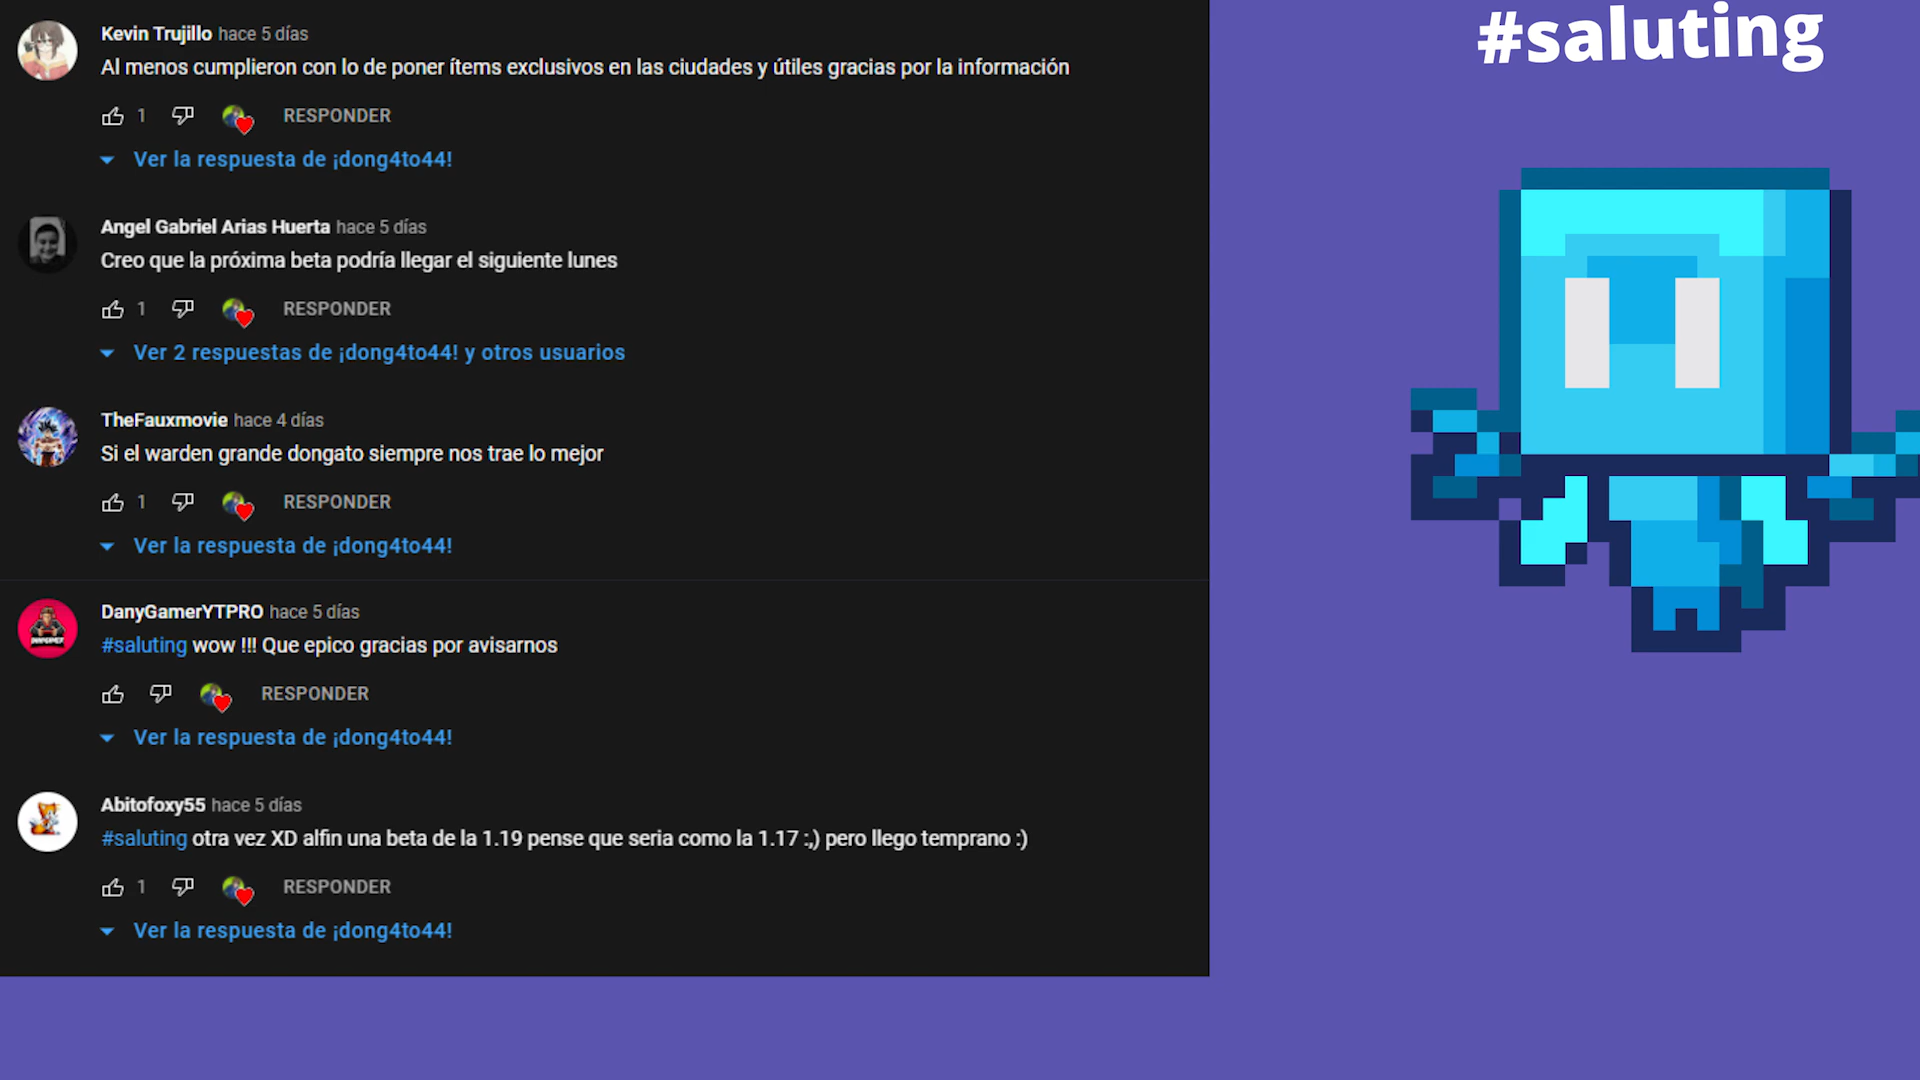 #saluting
Kevin Trujillo hace 5 días
Al menos cumplieron con lo de poner ítems exclusivos en las ciudades y útiles gracias por la información
1 RESPONDER
Ver la respuesta de ¡dong4to44!
Angel Gabriel Arias Huerta hace 5 días
Creo que la próxima beta podría llegar el siguiente lunes
1 RESPONDER
Ver 2 respuestas de ¡dong4to44! y otros usuarios
TheFauxmovie hace 4 días
Si el warden grande dongato siempre nos trae lo mejor
1 RESPONDER
Ver la respuesta de ¡dong4to44!
DanyGamerYTPRO hace 5 días
#saluting wow !!! Que epico gracias por avisarnos
RESPONDER
Ver la respuesta de ¡dong4to44!
Abitofoxy55 hace 5 días
#saluting otra vez XD alfin una beta de la 1.19 pense que seria como la 1.17 :,) pero llego temprano :)
1 RESPONDER
Ver la respuesta de ¡dong4to44!